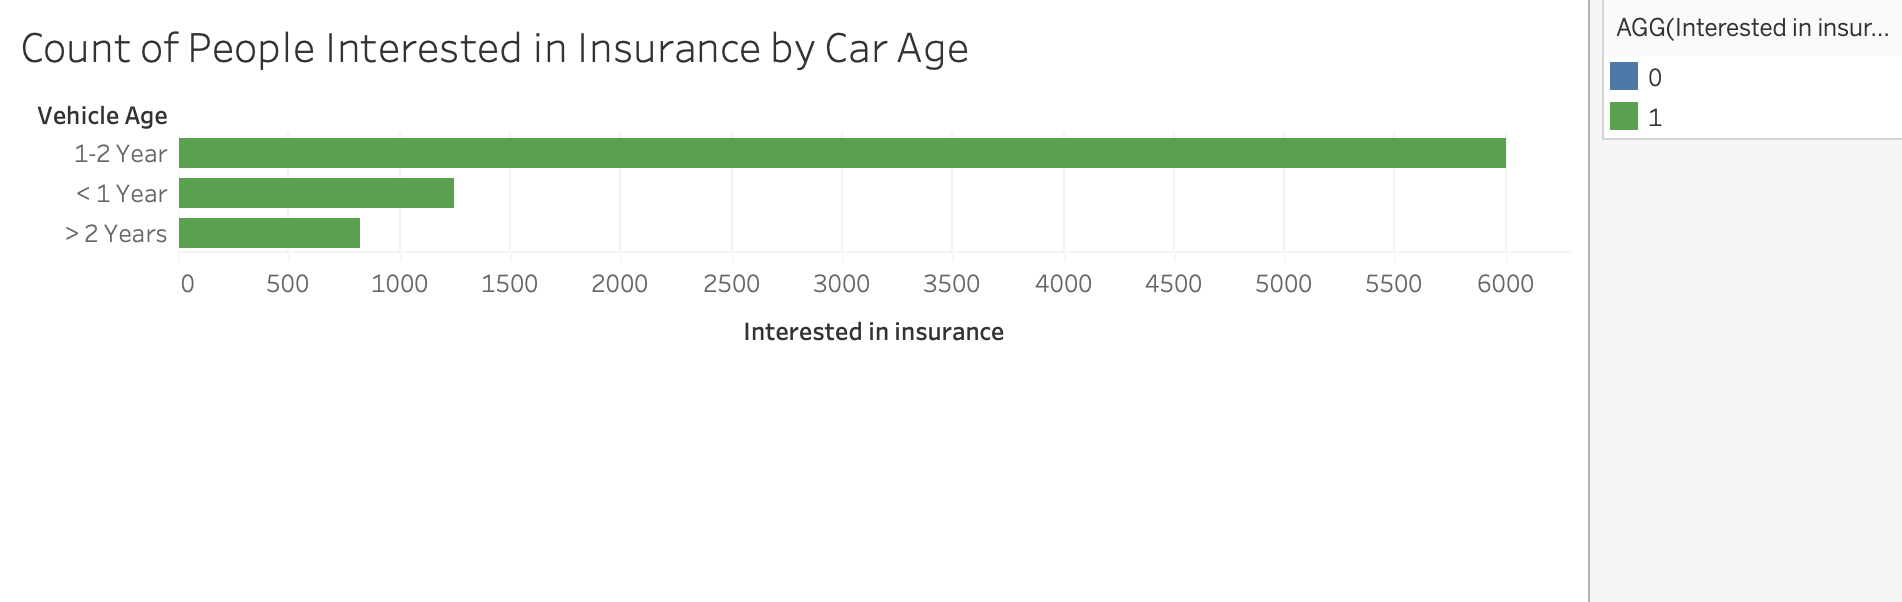 Count of People Interested in Insurance by Car Age
Vehicle Age
1-2 Year
< 1 Year
> 2 Years
0 500 1000 1500 2000 2500 3000 3500 4000 4500 5000 5500 6000
Interested in insurance
AGG(Interested in insur...
0
1